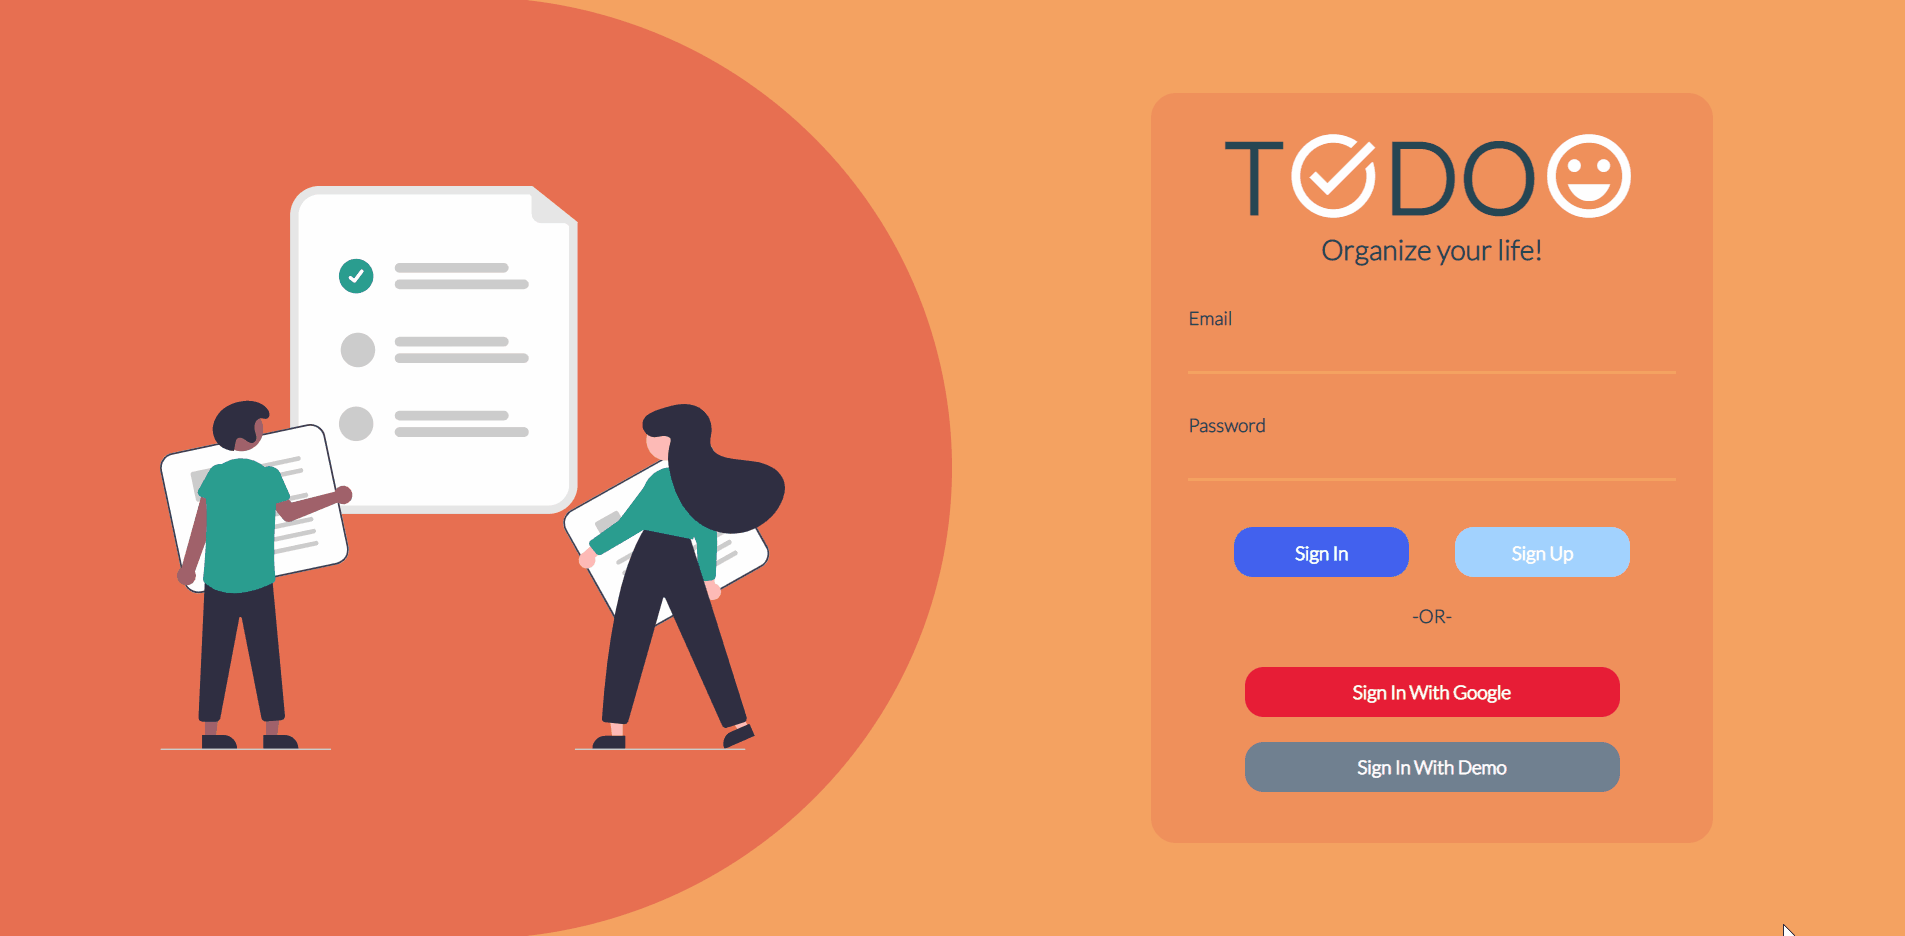 TODO
Organize your life!
Email
Password
Sign In
Sign Up
-OR-
Sign In With Google
Sign In With Demo